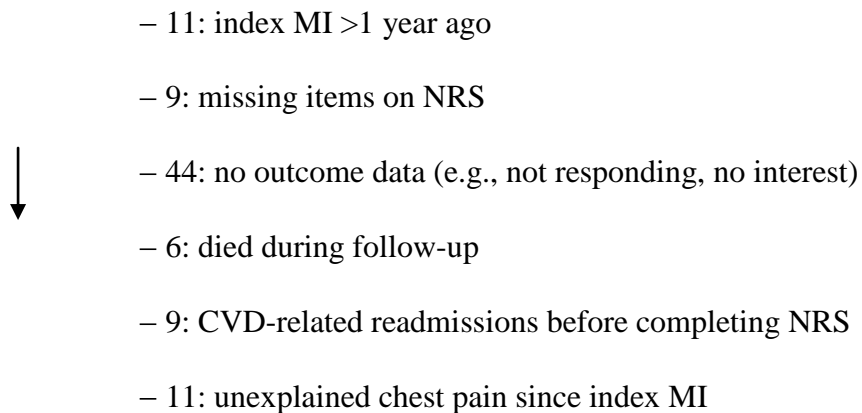 – 11: index MI >1 year ago
– 9: missing items on NRS
– 44: no outcome data (e.g., not responding, no interest)
– 6: died during follow-up
– 9: CVD-related readmissions before completing NRS
– 11: unexplained chest pain since index MI